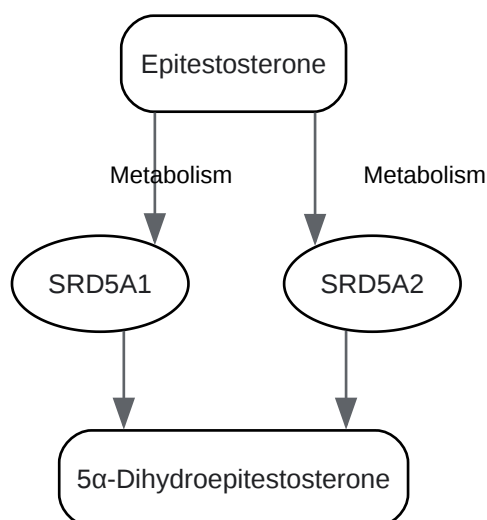 Epitestosterone
Metabolism
Metabolism
SRD5A1
SRD5A2
5α-Dihydroepitestosterone